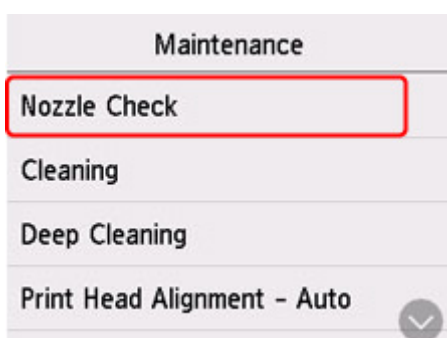 Maintenance
Nozzle Check
Cleaning
Deep Cleaning
Print Head Alignment - Auto